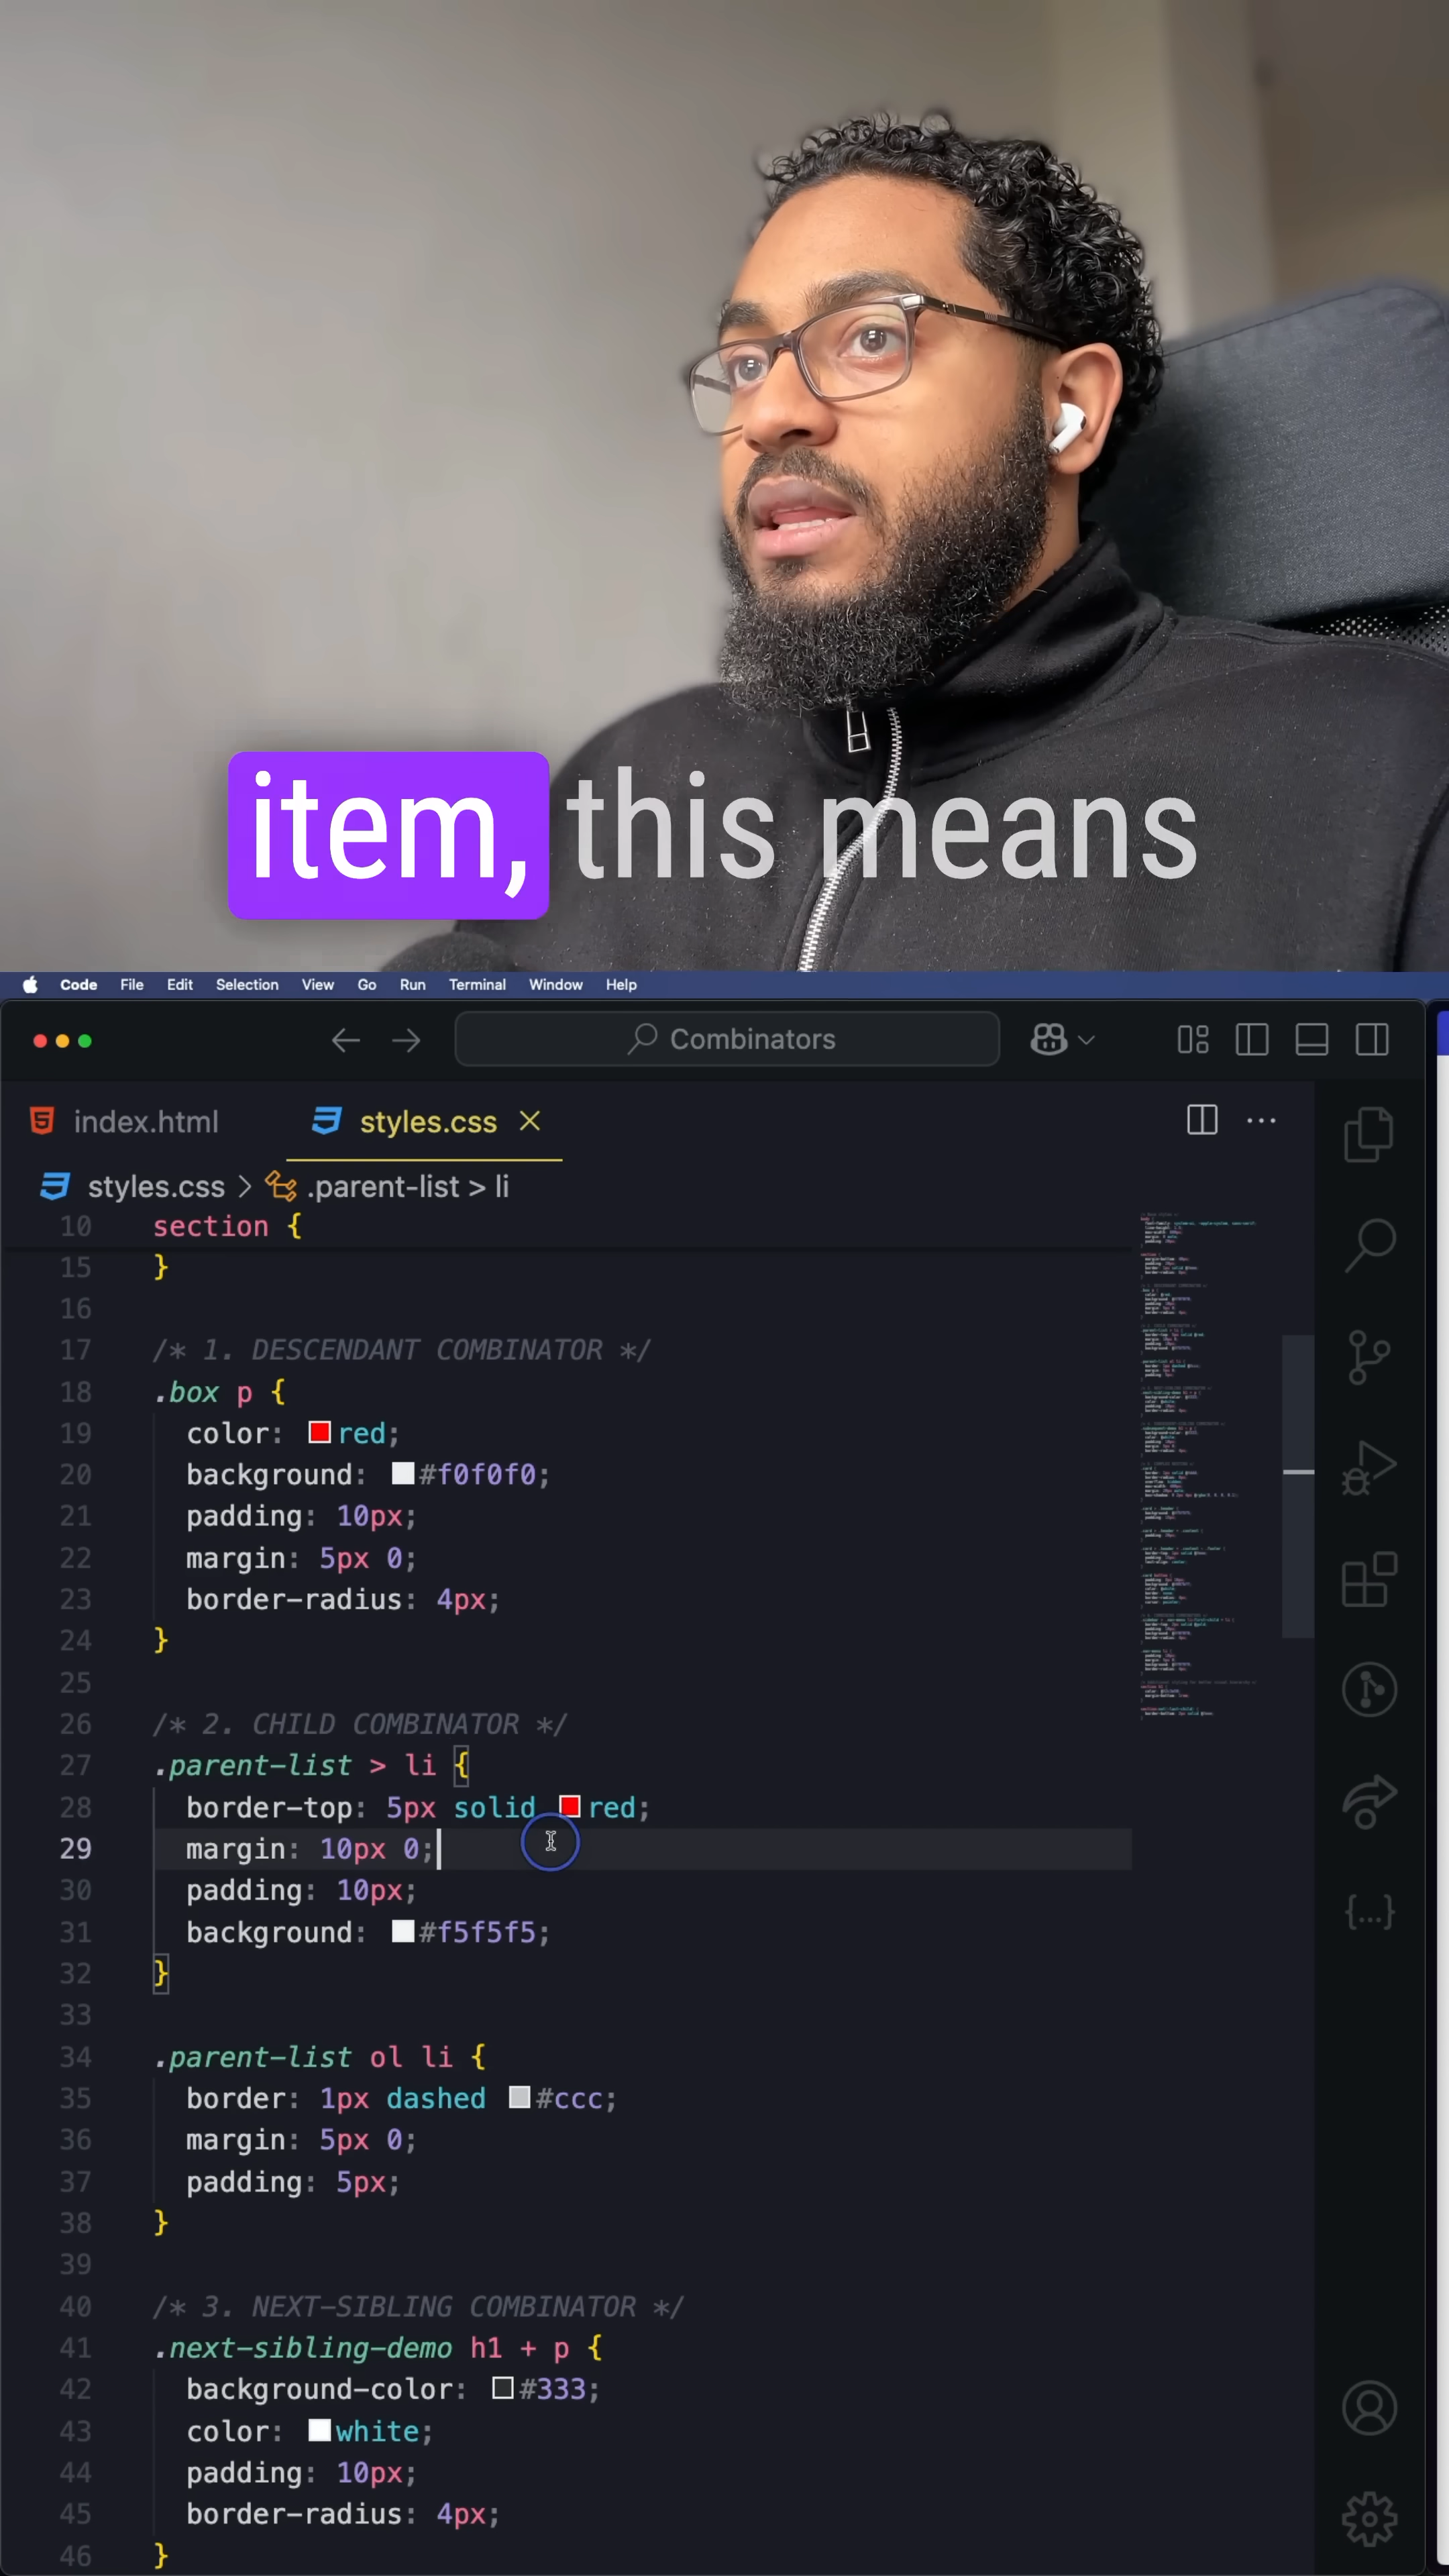 item, this means
Code File Edit Selection View Go Run Terminal Window Help
Combinators
index.html styles.css
styles.css > .parent-list > li
10 section {
15 }
16
17 /* 1. DESCENDANT COMBINATOR */
18 .box p {
19 color: red;
20 background: #f0f0f0;
21 padding: 10px;
22 margin: 5px 0;
23 border-radius: 4px;
24 }
25
26 /* 2. CHILD COMBINATOR */
27 .parent-list > li {
28 border-top: 5px solid red;
29 margin: 10px 0;
30 padding: 10px;
31 background: #f5f5f5;
32 }
33
34 .parent-list ol li {
35 border: 1px dashed #ccc;
36 margin: 5px 0;
37 padding: 5px;
38 }
39
40 /* 3. NEXT-SIBLING COMBINATOR */
41 .next-sibling-demo h1 + p {
42 background-color: #333;
43 color: white;
44 padding: 10px;
45 border-radius: 4px;
46 }